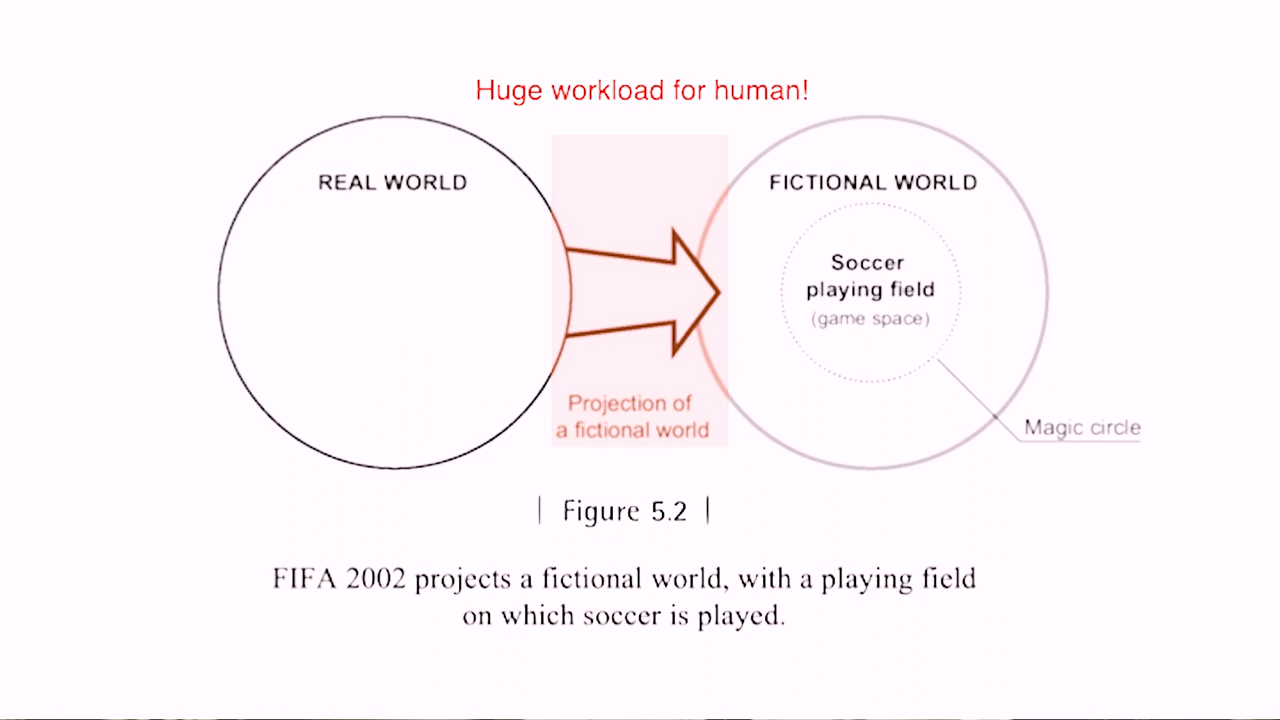 Huge workload for human!
REAL WORLD
FICTIONAL WORLD
Soccer
playing field
(game space)
Projection of
a fictional world
Magic circle
| Figure 5.2 |
FIFA 2002 projects a fictional world, with a playing field
on which soccer is played.